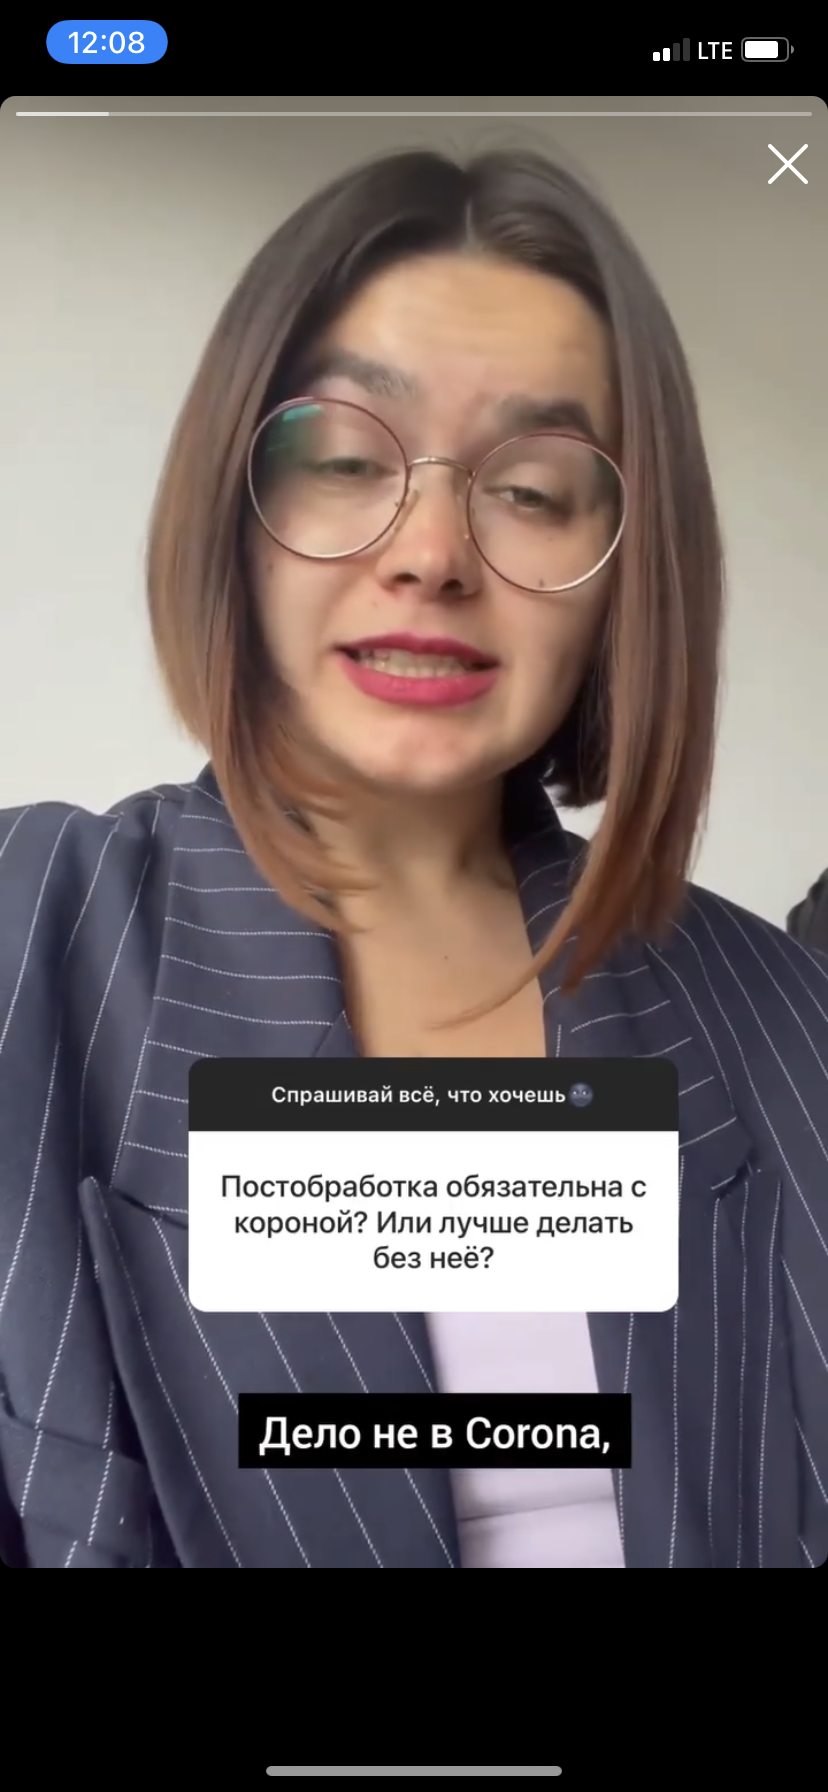 12:08
LTE
Спрашивай всё, что хочешь🌚
Постобработка обязательна с
короной? Или лучше делать
без неё?
Дело не в Corona,